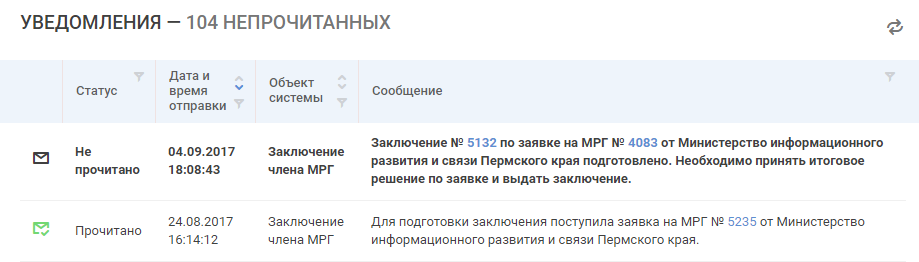 УВЕДОМЛЕНИЯ — 104 НЕПРОЧИТАННЫХ
Статус
Дата и
время
отправки
Объект
системы
Сообщение
Не
прочитано
04.09.2017
18:08:43
Заключение
члена МРГ
Заключение № 5132 по заявке на МРГ № 4083 от Министерство информационного
развития и связи Пермского края подготовлено. Необходимо принять итоговое
решение по заявке и выдать заключение.
Прочитано
24.08.2017
16:14:12
Заключение
члена МРГ
Для подготовки заключения поступила заявка на МРГ № 5235 от Министерство
информационного развития и связи Пермского края.